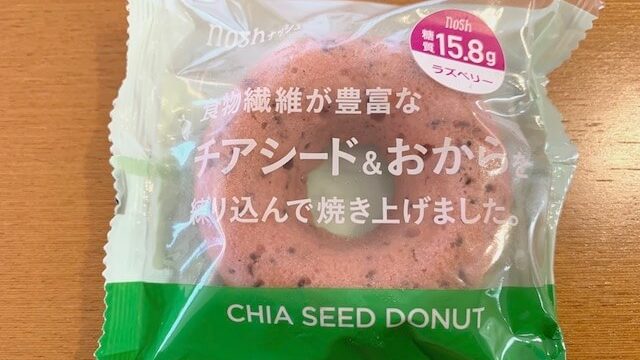 nosh ナッシュ
nosh
糖質 15.8g
ラズベリー
食物繊維が豊富な
チアシード&おからを
練り込んで焼き上げました。
CHIA SEED DONUT